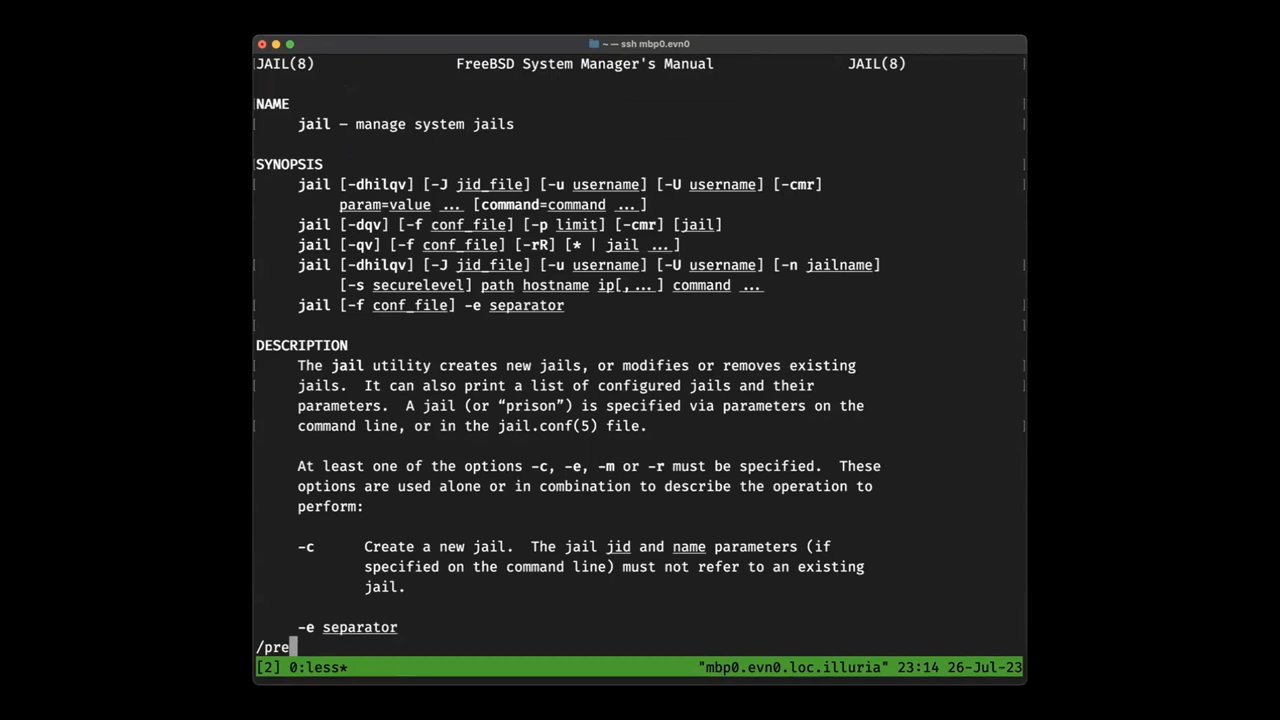 ~ — ssh mbp0.evn0
JAIL(8) FreeBSD System Manager's Manual JAIL(8)
NAME
jail – manage system jails
SYNOPSIS
jail [-dhilqv] [-J jid_file] [-u username] [-U username] [-cmr]
param=value ... [command=command ...]
jail [-dqv] [-f conf_file] [-p limit] [-cmr] [jail]
jail [-qv] [-f conf_file] [-rR] [* | jail ...]
jail [-dhilqv] [-J jid_file] [-u username] [-U username] [-n jailname]
[-s securelevel] path hostname ip[,...] command ...
jail [-f conf_file] -e separator
DESCRIPTION
The jail utility creates new jails, or modifies or removes existing
jails. It can also print a list of configured jails and their
parameters. A jail (or “prison”) is specified via parameters on the
command line, or in the jail.conf(5) file.
At least one of the options -c, -e, -m or -r must be specified. These
options are used alone or in combination to describe the operation to
perform:
-c Create a new jail. The jail jid and name parameters (if
specified on the command line) must not refer to an existing
jail.
-e separator
/pre
[2] 0:less* "mbp0.evn0.loc.illuria" 23:14 26-Jul-23